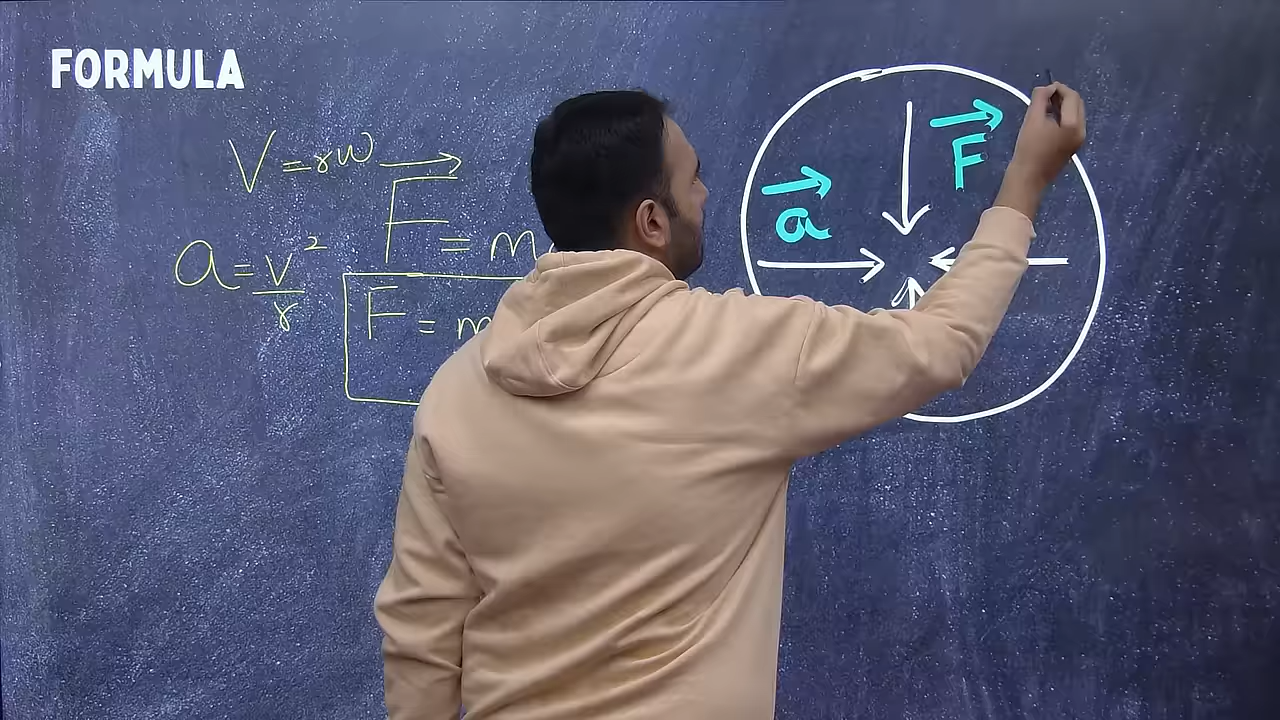 FORMULA
V = rω
F = m
a = v²/r
F = m
F
a